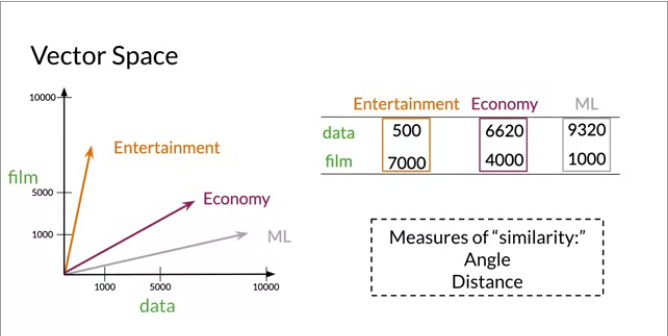 Vector Space
10000
film
5000
1000
Entertainment
Economy
ML
1000 5000 10000
data
Entertainment Economy ML
data 500 6620 9320
film 7000 4000 1000
Measures of “similarity:”
Angle
Distance